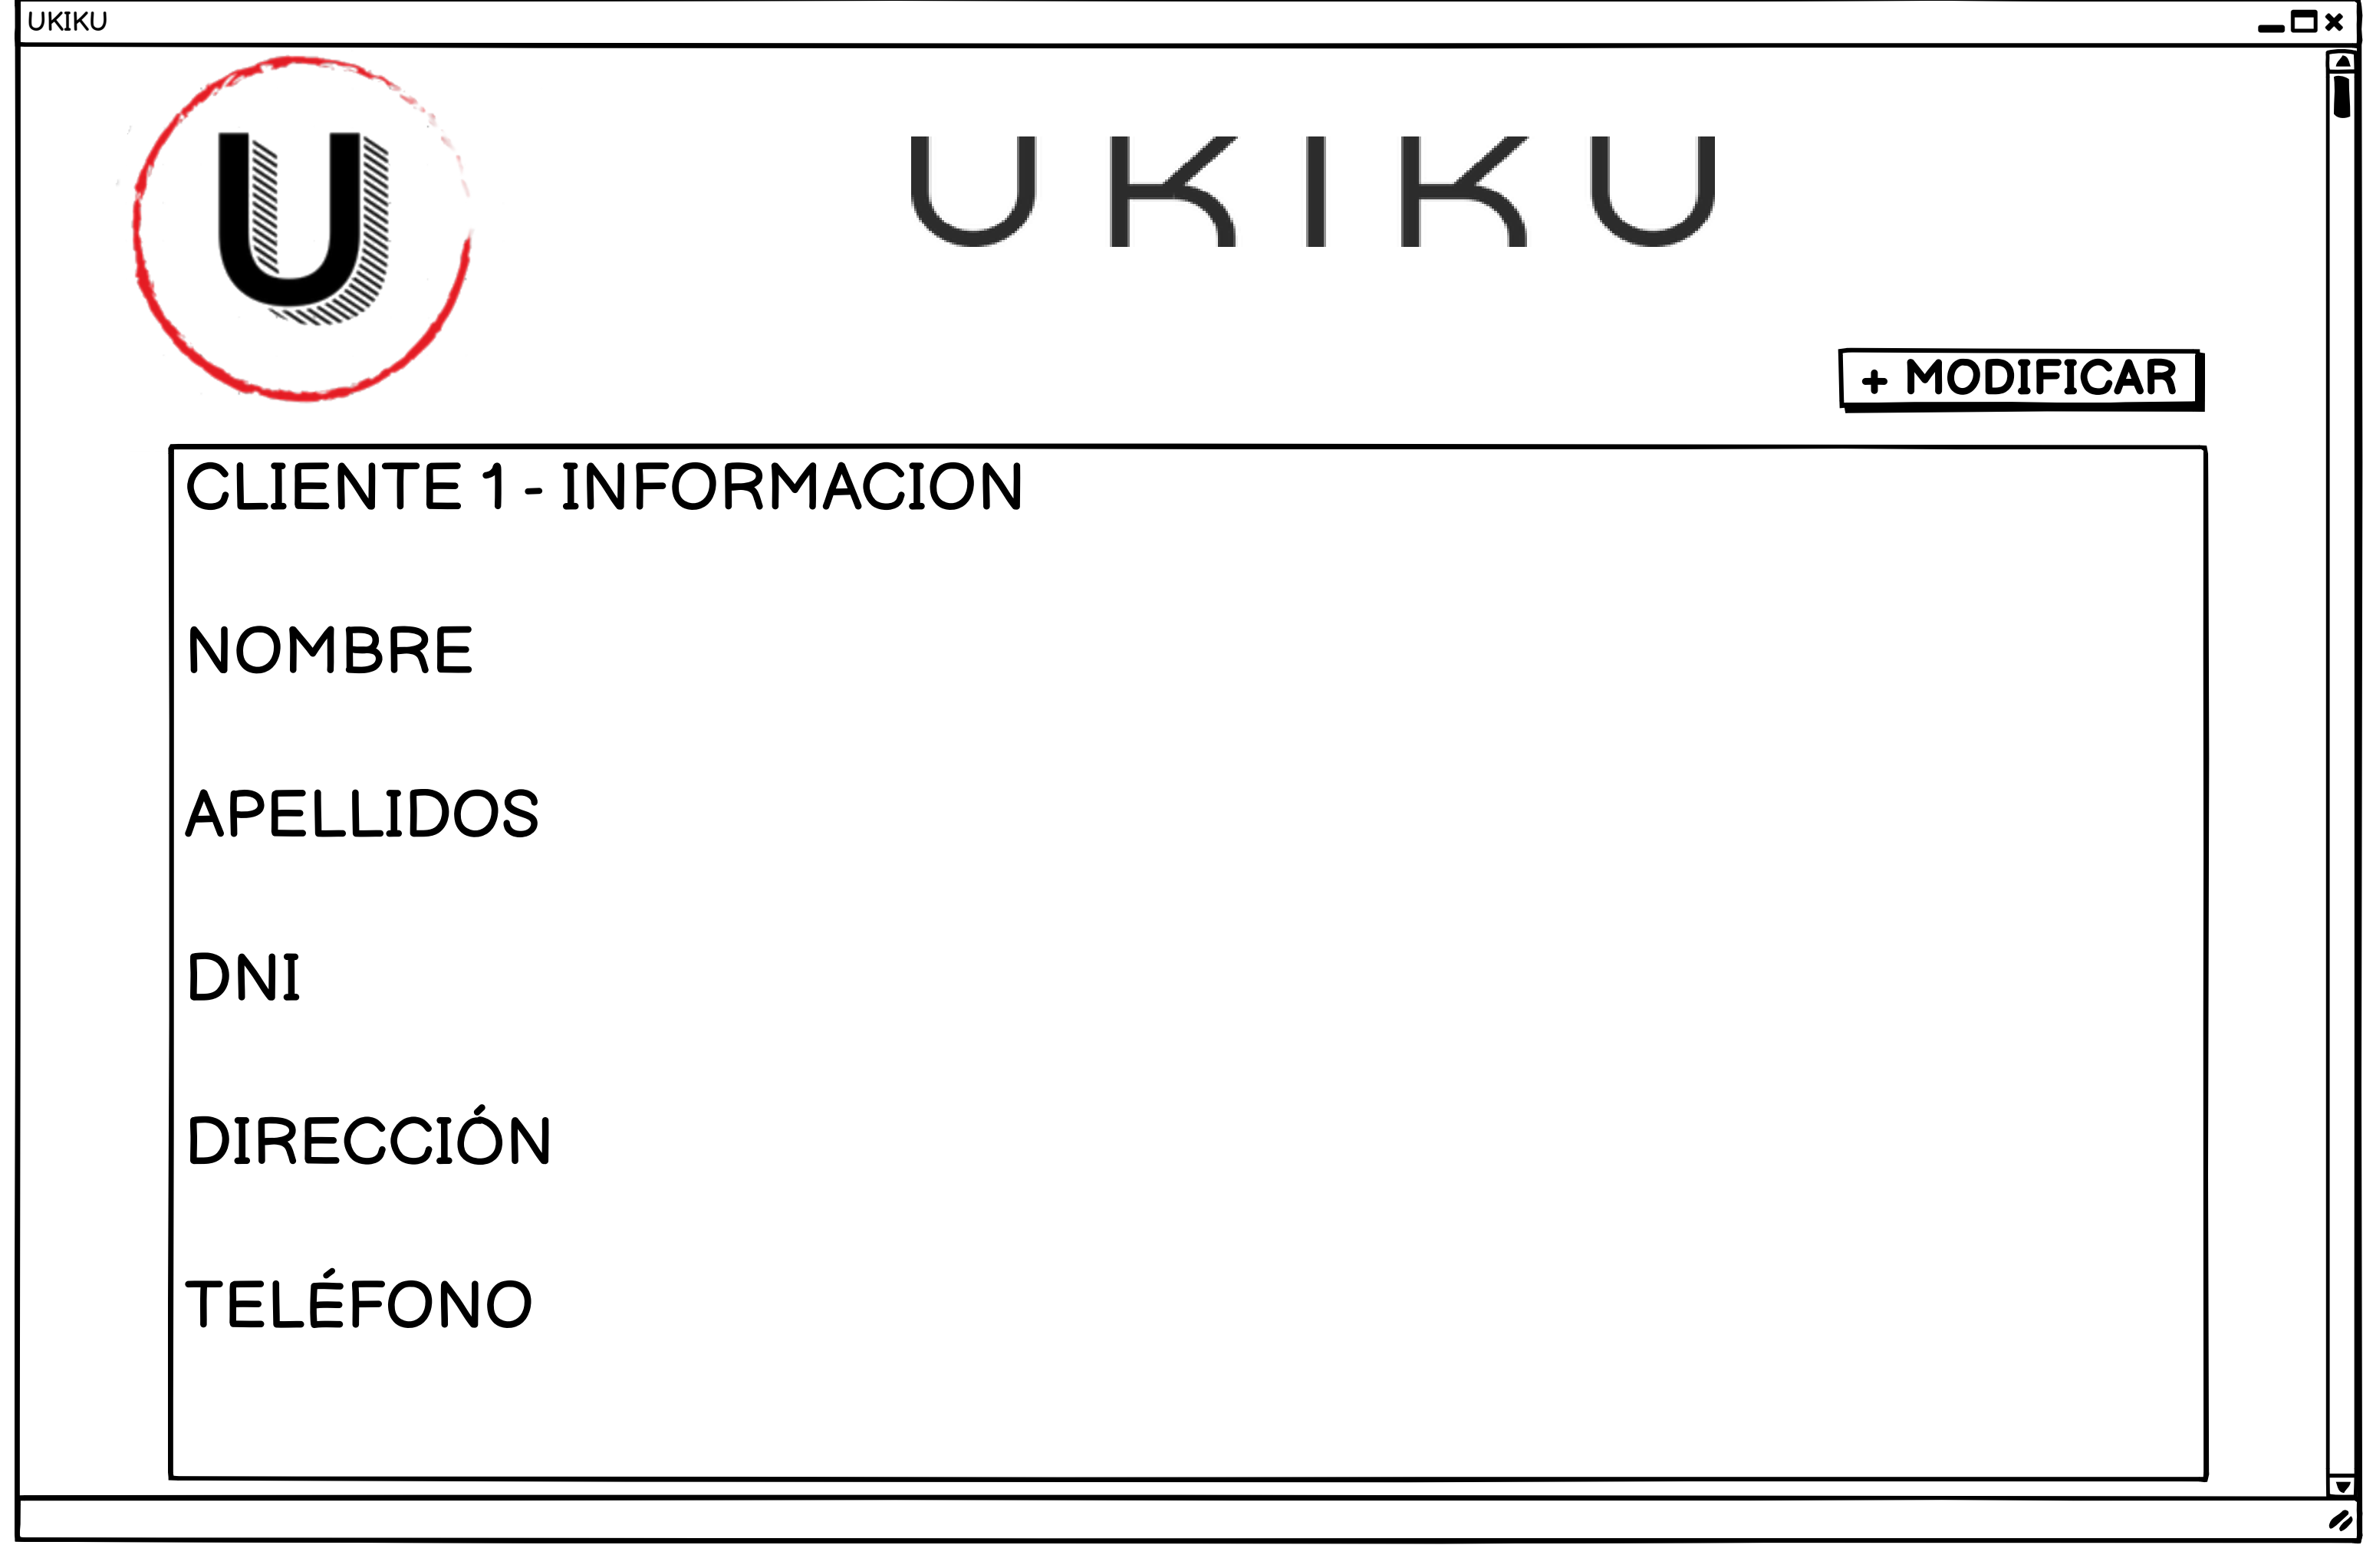 UKIKU
U
UKIKU
+ MODIFICAR
CLIENTE 1 - INFORMACION
NOMBRE
APELLIDOS
DNI
DIRECCIÓN
TELÉFONO